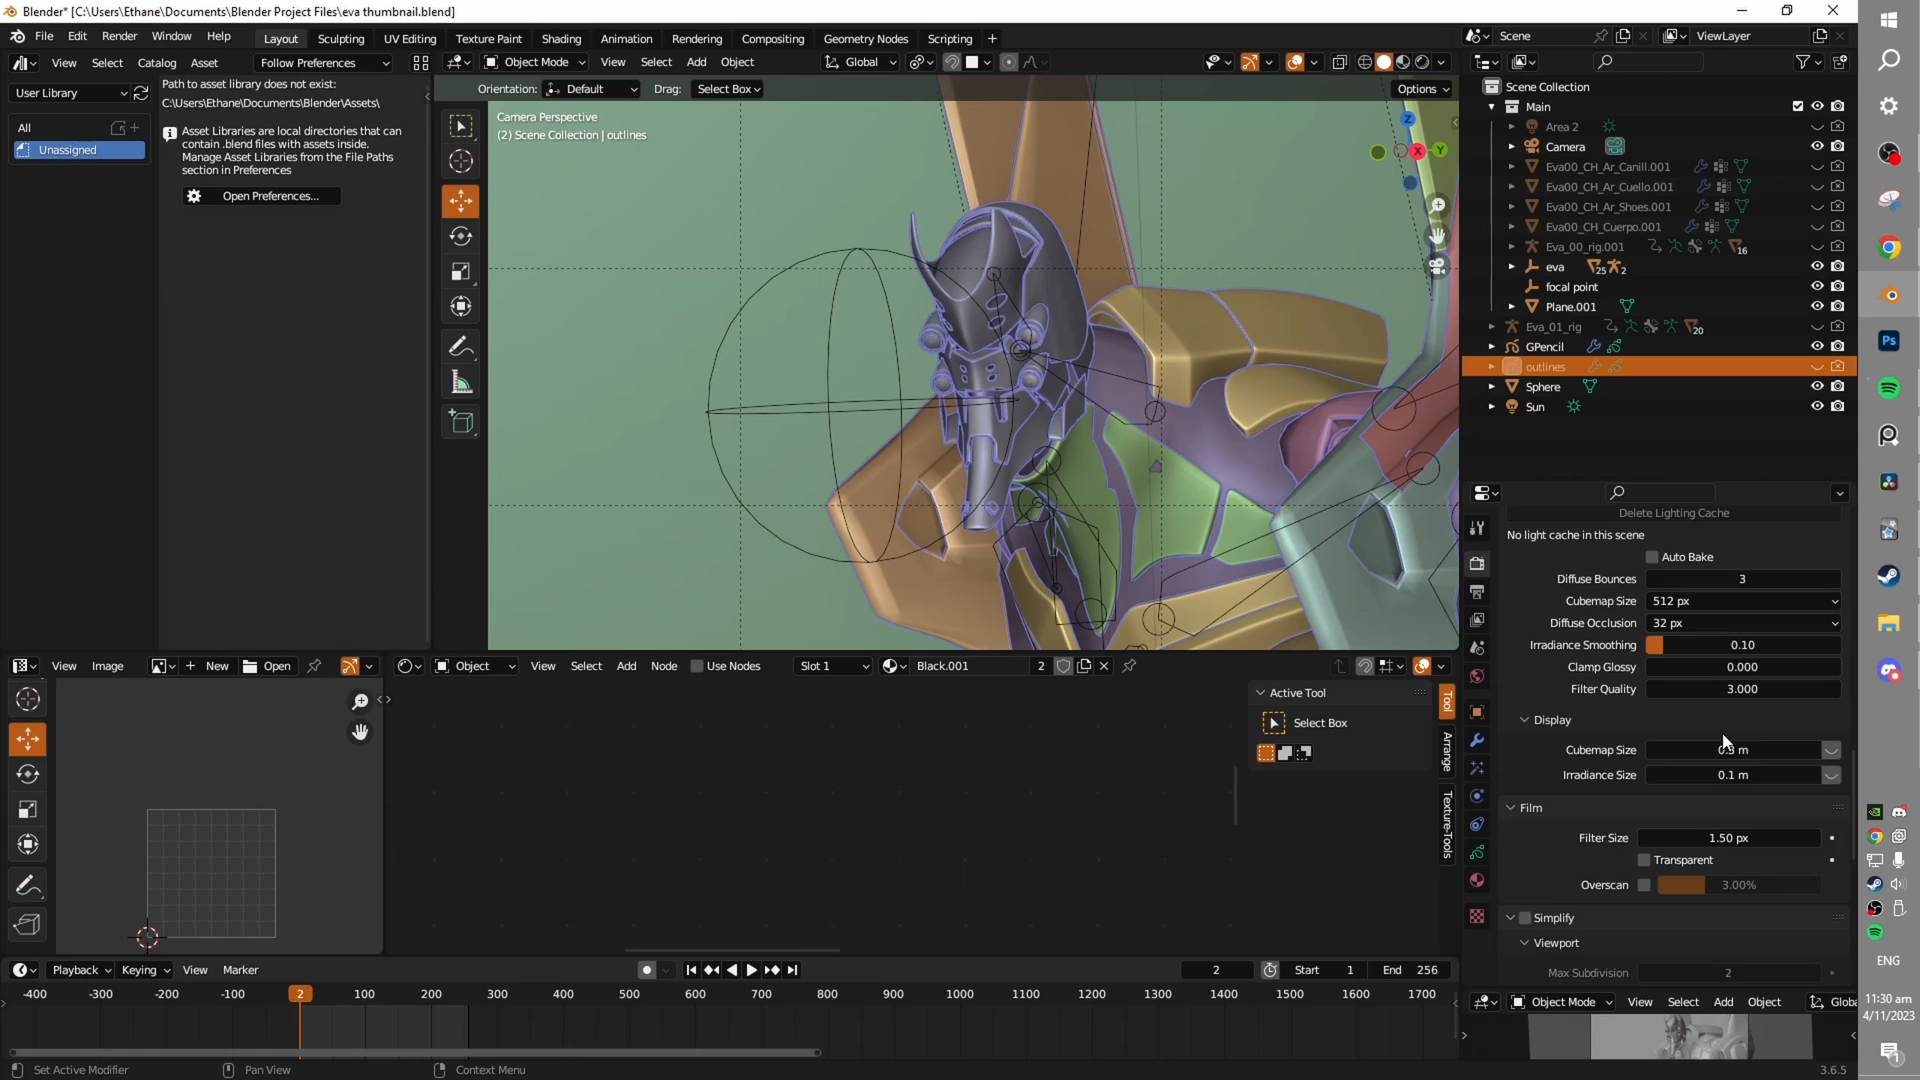 Blender* [C:\Users\Ethane\Documents\Blender Project Files\eva thumbnail.blend]
File Edit Render Window Help
Layout Sculpting UV Editing Texture Paint Shading Animation Rendering Compositing Geometry Nodes Scripting +
Scene
ViewLayer
View Select Catalog Asset Follow Preferences
Object Mode View Select Add Object Global
User Library
All
Unassigned
Path to asset library does not exist:
C:\Users\Ethane\Documents\Blender\Assets\
Asset Libraries are local directories that can
contain .blend files with assets inside.
Manage Asset Libraries from the File Paths
section in Preferences
Open Preferences...
Orientation: Default Drag: Select Box Options
Camera Perspective
(2) Scene Collection | outlines
Z
X
Y
Scene Collection
Main
Area 2
Camera
Eva00_CH_Ar_Canill.001
Eva00_CH_Ar_Cuello.001
Eva00_CH_Ar_Shoes.001
Eva00_CH_Cuerpo.001
Eva_00_rig.001 16
eva 25 2
focal point
Plane.001
Eva_01_rig 20
GPencil
outlines
Sphere
Sun
Delete Lighting Cache
No light cache in this scene
Auto Bake
Diffuse Bounces 3
Cubemap Size 512 px
Diffuse Occlusion 32 px
Irradiance Smoothing 0.10
Clamp Glossy 0.000
Filter Quality 3.000
Display
Cubemap Size
Irradiance Size 0.1 m
Film
Filter Size 1.50 px
Transparent
Overscan 3.00%
Simplify
Viewport
Max Subdivision 2
Object Mode View Select Add Object Globa
View Image + New Open
Object View Select Add Node Use Nodes Slot 1 Black.001 2
Active Tool
Select Box
Tool
Arrange
Texture-Tools
Playback Keying View Marker
2 Start 1 End 256
-400 -300 -200 -100 2 100 200 300 400 500 600 700 800 900 1000 1100 1200 1300 1400 1500 1600 1700
Set Active Modifier Pan View Context Menu
3.6.5
Ps
ENG
11:30 am
4/11/2023
1